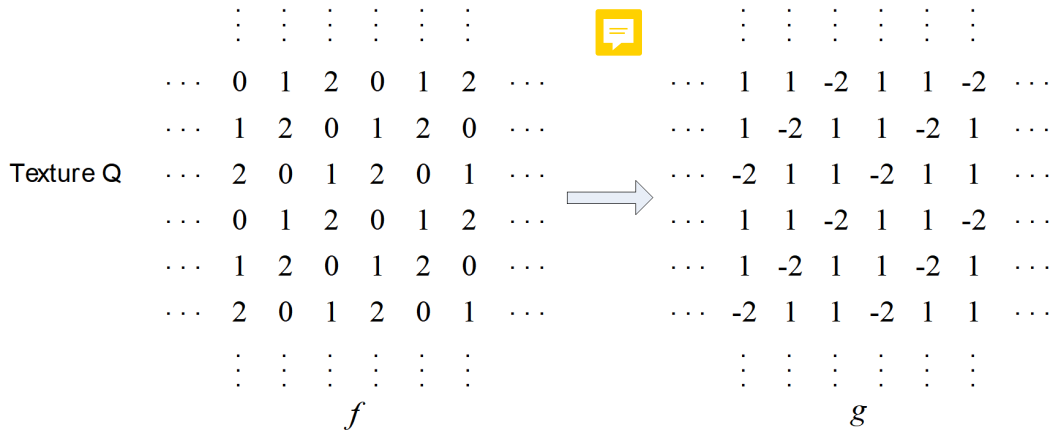 ⋮ ⋮ ⋮ ⋮ ⋮ ⋮ ⋮ ⋮ ⋮ ⋮ ⋮ ⋮
··· 0 1 2 0 1 2 ··· ··· 1 1 -2 1 1 -2 ···
··· 1 2 0 1 2 0 ··· ··· 1 -2 1 1 -2 1 ···
Texture Q ··· 2 0 1 2 0 1 ··· ··· -2 1 1 -2 1 1 ···
··· 0 1 2 0 1 2 ··· ··· 1 1 -2 1 1 -2 ···
··· 1 2 0 1 2 0 ··· ··· 1 -2 1 1 -2 1 ···
··· 2 0 1 2 0 1 ··· ··· -2 1 1 -2 1 1 ···
⋮ ⋮ ⋮ ⋮ ⋮ ⋮ ⋮ ⋮ ⋮ ⋮ ⋮ ⋮
f g